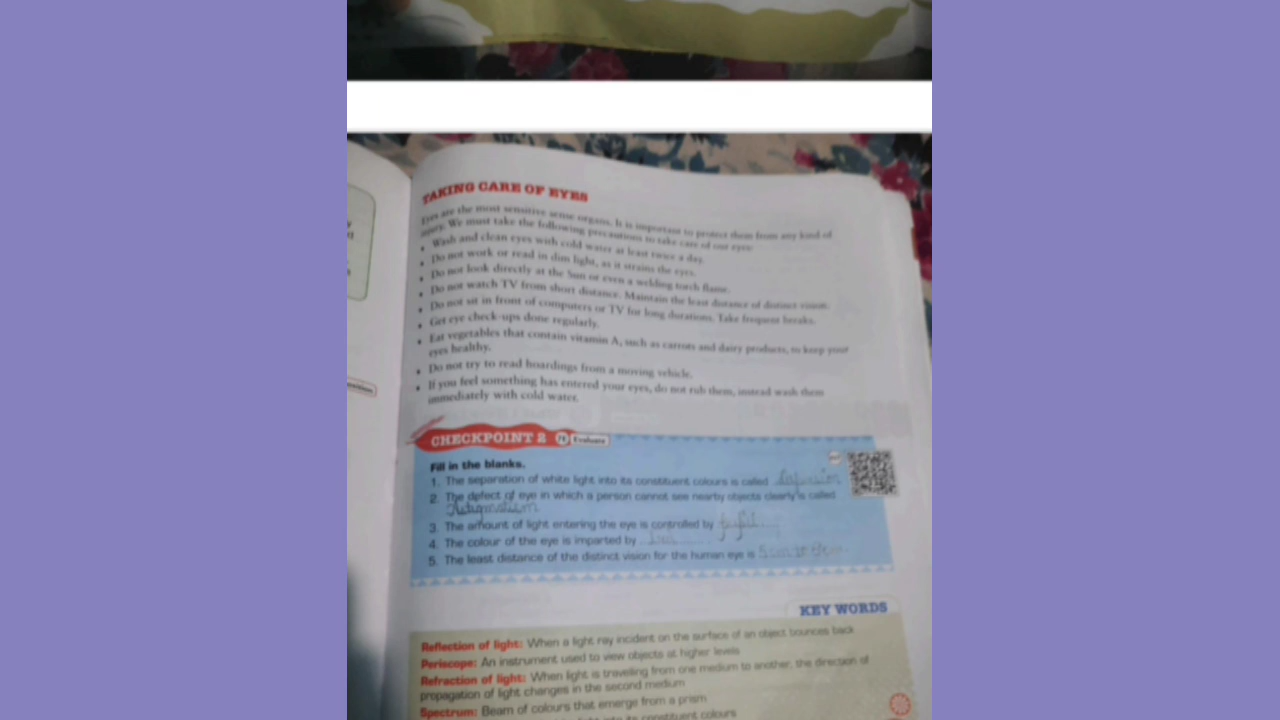 TAKING CARE OF EYES
Eyes are the most sensitive sense organs. It is important to protect them from any kind of
injury. We must take the following precautions to take care of our eyes:
• Wash and clean eyes with cold water at least twice a day.
• Do not work or read in dim light, as it strains the eyes.
• Do not look directly at the Sun or even a welding torch flame.
• Do not watch TV from short distance. Maintain the least distance of distinct vision.
• Do not sit in front of computers or TV for long durations. Take frequent breaks.
• Get eye check-ups done regularly.
• Eat vegetables that contain vitamin A, such as carrots and dairy products, to keep your
eyes healthy.
• Do not try to read hoardings from a moving vehicle.
• If you feel something has entered your eyes, do not rub them, instead wash them
immediately with cold water.
CHECKPOINT 2 Evaluate
Fill in the blanks.
1. The separation of white light into its constituent colours is called
2. The defect of eye in which a person cannot see nearby objects clearly is called
Astigmatism
3. The amount of light entering the eye is controlled by
4. The colour of the eye is imparted by
5. The least distance of the distinct vision for the human eye is
KEY WORDS
Reflection of light: When a light ray incident on the surface of an object bounces back
Periscope: An instrument used to view objects at higher levels
Refraction of light: When light is travelling from one medium to another, the direction of
propagation of light changes in the second medium
Spectrum: Beam of colours that emerge from a prism
light into its constituent colours